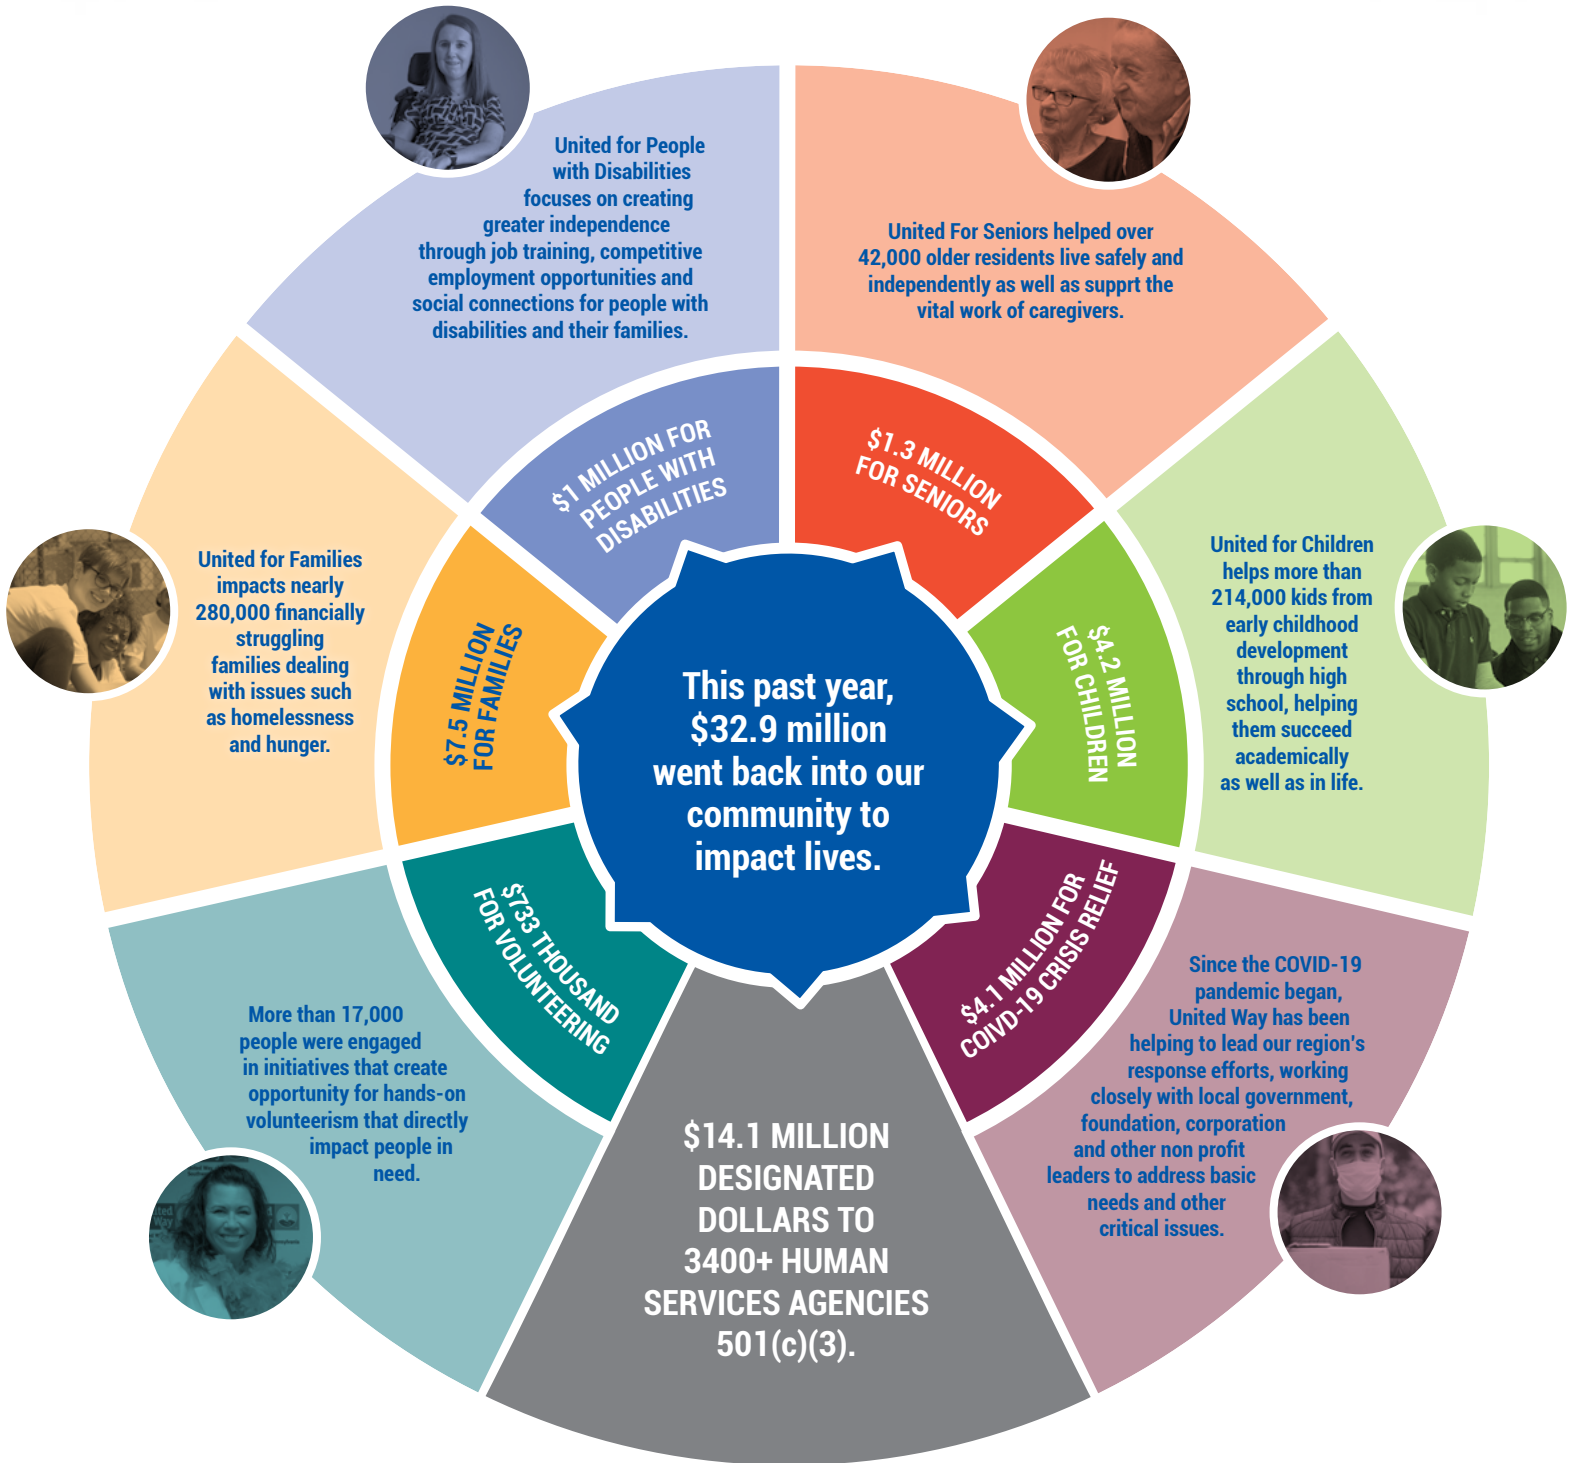 United for People
with Disabilities
focuses on creating
greater independence
through job training, competitive
employment opportunities and
social connections for people with
disabilities and their families.
United For Seniors helped over
42,000 older residents live safely and
independently as well as supprt the
vital work of caregivers.
$1 MILLION FOR
PEOPLE WITH
DISABILITIES
$1.3 MILLION
FOR SENIORS
United for Families
impacts nearly
280,000 financially
struggling
families dealing
with issues such
as homelessness
and hunger.
$7.5 MILLION
FOR FAMILIES
This past year,
$32.9 million
went back into our
community to
impact lives.
$4.2 MILLION
FOR CHILDREN
United for Children
helps more than
214,000 kids from
early childhood
development
through high
school, helping
them succeed
academically
as well as in life.
$733 THOUSAND
FOR VOLUNTEERING
$4.1 MILLION FOR
COIVD-19 CRISIS RELIEF
More than 17,000
people were engaged
in initiatives that create
opportunity for hands-on
volunteerism that directly
impact people in
need.
$14.1 MILLION
DESIGNATED
DOLLARS TO
3400+ HUMAN
SERVICES AGENCIES
501(c)(3).
Since the COVID-19
pandemic began,
United Way has been
helping to lead our region's
response efforts, working
closely with local government,
foundation, corporation
and other non profit
leaders to address basic
needs and other
critical issues.
Way